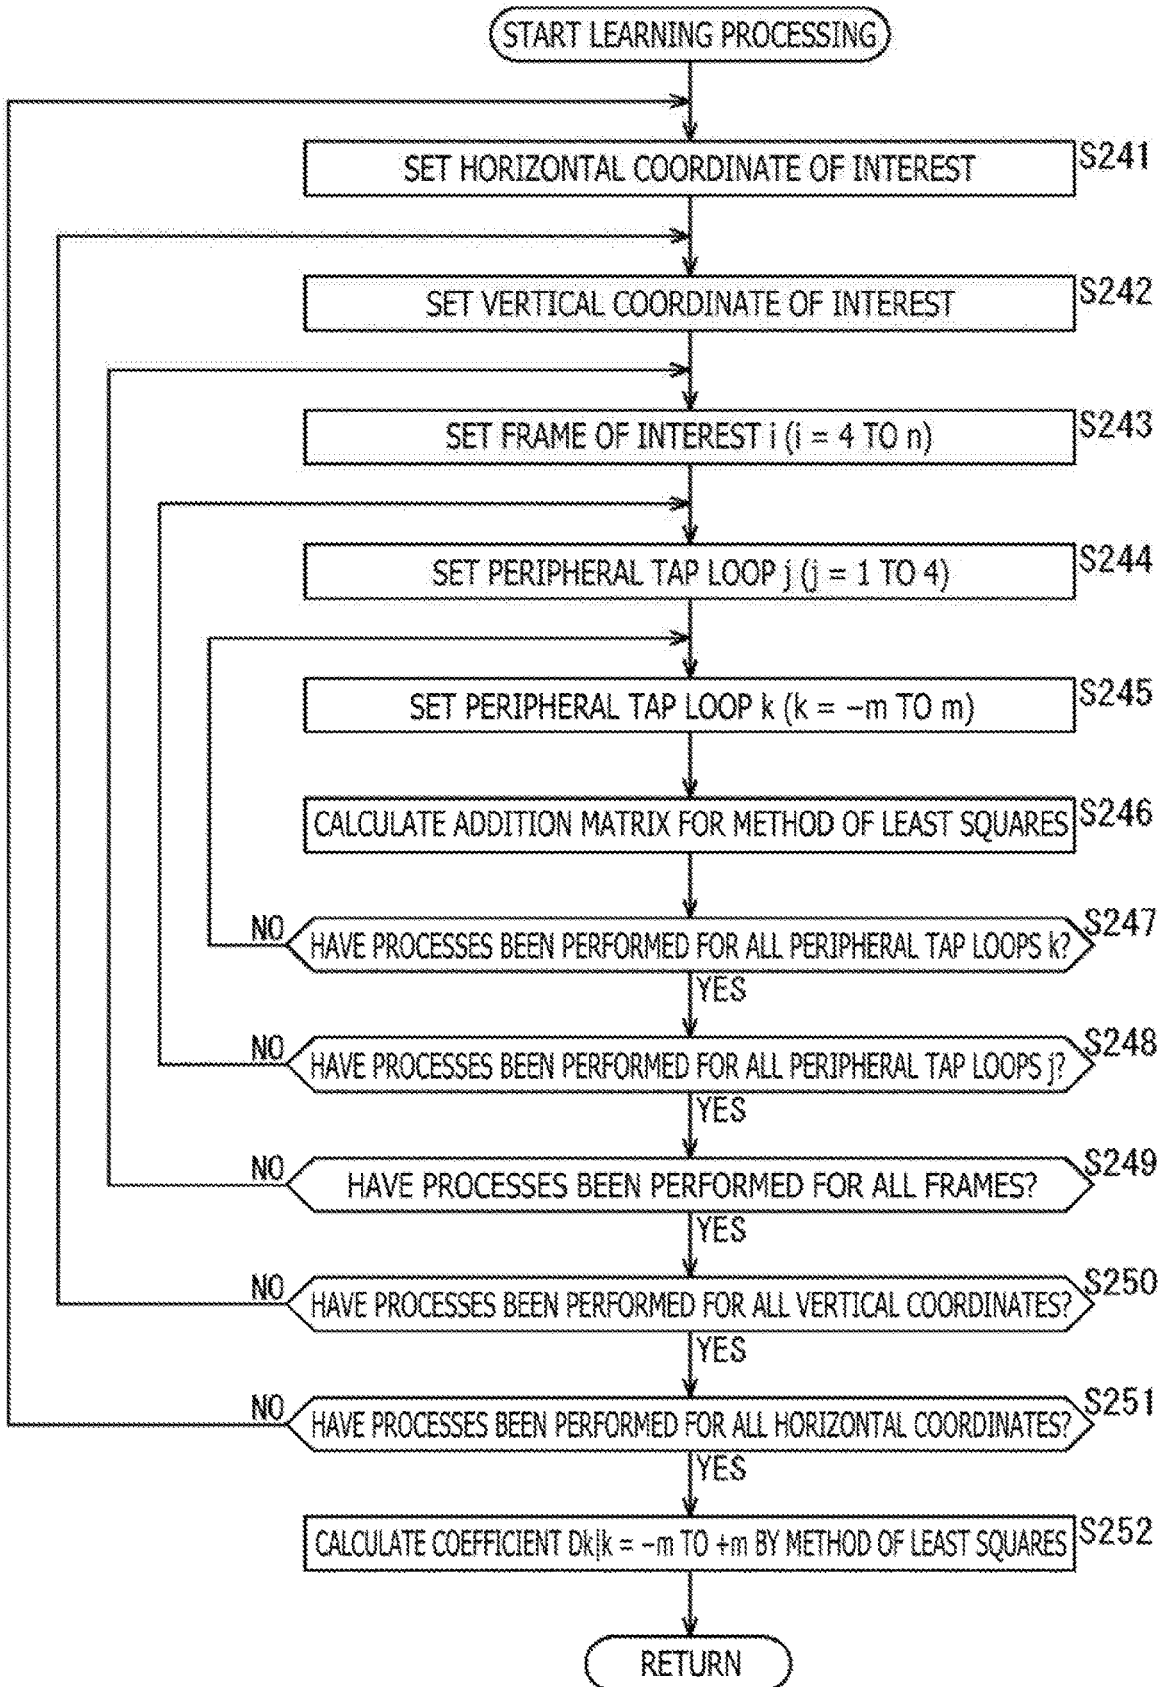 START LEARNING PROCESSING
SET HORIZONTAL COORDINATE OF INTEREST
S241
SET VERTICAL COORDINATE OF INTEREST
S242
SET FRAME OF INTEREST i (i = 4 TO n)
S243
SET PERIPHERAL TAP LOOP j (j = 1 TO 4)
S244
SET PERIPHERAL TAP LOOP k (k = −m TO m)
S245
CALCULATE ADDITION MATRIX FOR METHOD OF LEAST SQUARES
S246
NO
HAVE PROCESSES BEEN PERFORMED FOR ALL PERIPHERAL TAP LOOPS k?
S247
YES
NO
HAVE PROCESSES BEEN PERFORMED FOR ALL PERIPHERAL TAP LOOPS j?
S248
YES
NO
HAVE PROCESSES BEEN PERFORMED FOR ALL FRAMES?
S249
YES
NO
HAVE PROCESSES BEEN PERFORMED FOR ALL VERTICAL COORDINATES?
S250
YES
NO
HAVE PROCESSES BEEN PERFORMED FOR ALL HORIZONTAL COORDINATES?
S251
YES
CALCULATE COEFFICIENT Dk|k = −m TO +m BY METHOD OF LEAST SQUARES
S252
RETURN